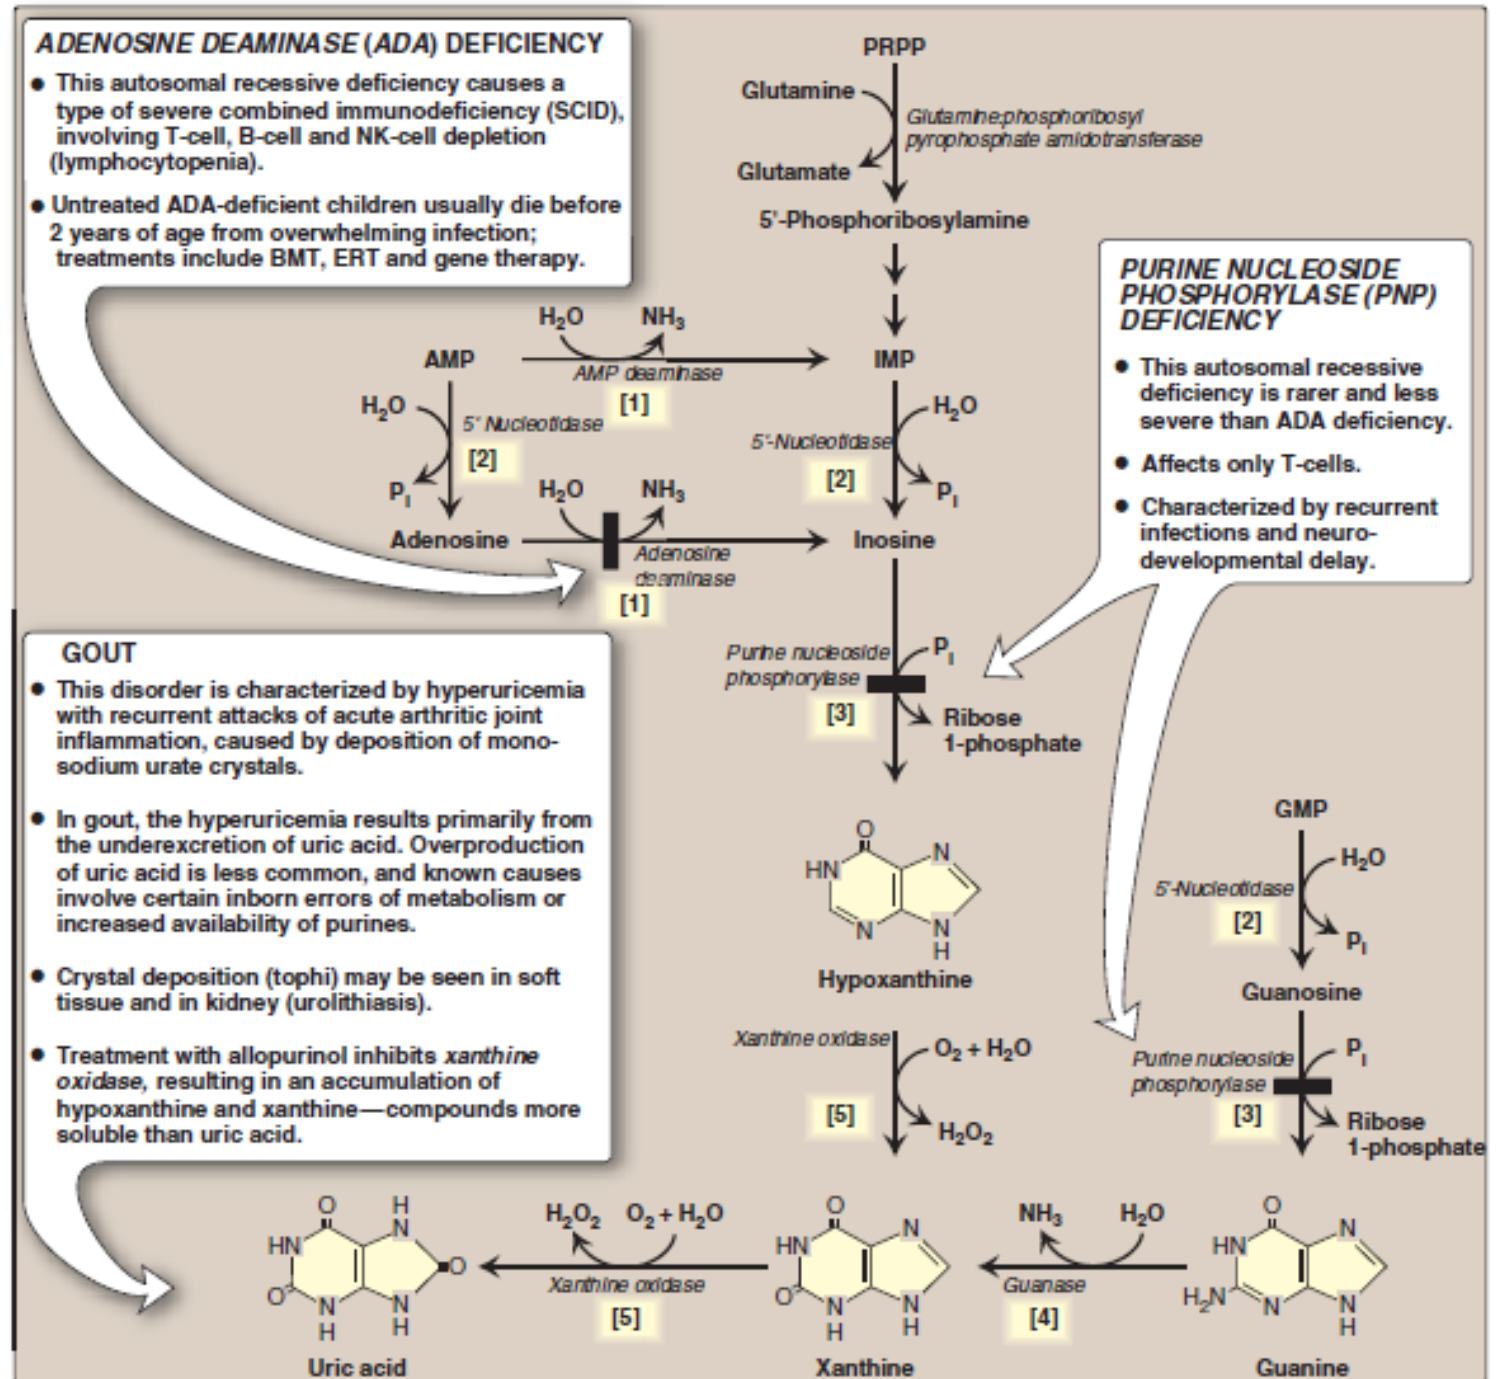 ADENOSINE DEAMINASE (ADA) DEFICIENCY
● This autosomal recessive deficiency causes a
type of severe combined immunodeficiency (SCID),
involving T-cell, B-cell and NK-cell depletion
(lymphocytopenia).
● Untreated ADA-deficient children usually die before
2 years of age from overwhelming infection;
treatments include BMT, ERT and gene therapy.
PRPP
Glutamine
Glutamine:phosphoribosyl
pyrophosphate amidotransferase
Glutamate
5'-Phosphoribosylamine
PURINE NUCLEOSIDE
PHOSPHORYLASE (PNP)
DEFICIENCY
● This autosomal recessive
deficiency is rarer and less
severe than ADA deficiency.
● Affects only T-cells.
● Characterized by recurrent
infections and neuro-
developmental delay.
H₂O NH₃
AMP
IMP
AMP deaminase
[1]
H₂O
5' Nucleotidase
[2]
Pᵢ
H₂O
5'-Nucleotidase
[2]
Pᵢ
H₂O NH₃
Adenosine
Inosine
Adenosine
deaminase
[1]
Purine nucleoside
phosphorylase
[3]
Pᵢ
Ribose
1-phosphate
GOUT
● This disorder is characterized by hyperuricemia
with recurrent attacks of acute arthritic joint
inflammation, caused by deposition of mono-
sodium urate crystals.
● In gout, the hyperuricemia results primarily from
the underexcretion of uric acid. Overproduction
of uric acid is less common, and known causes
involve certain inborn errors of metabolism or
increased availability of purines.
● Crystal deposition (tophi) may be seen in soft
tissue and in kidney (urolithiasis).
● Treatment with allopurinol inhibits xanthine
oxidase, resulting in an accumulation of
hypoxanthine and xanthine—compounds more
soluble than uric acid.
O
HN
N
N
N
H
Hypoxanthine
GMP
H₂O
5'-Nucleotidase
[2]
Pᵢ
Guanosine
Xanthine oxidase
O₂ + H₂O
[5]
H₂O₂
Purine nucleoside
phosphorylase
Pᵢ
[3]
Ribose
1-phosphate
O
H
N
HN
O
O
N
H
N
H
Uric acid
H₂O₂ O₂ + H₂O
Xanthine oxidase
[5]
O
N
HN
O
N
H
N
H
Xanthine
NH₃ H₂O
Guanase
[4]
O
N
HN
H₂N
N
N
H
Guanine